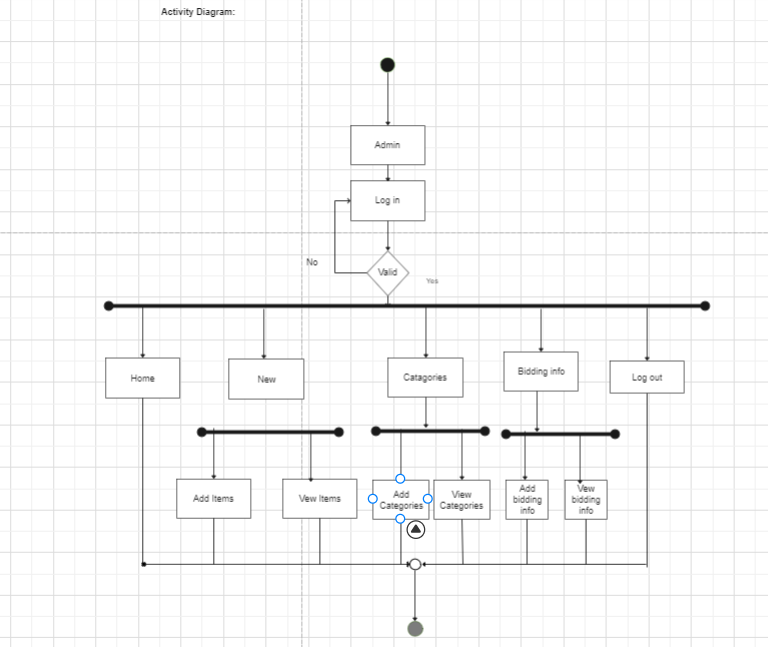 Activity Diagram:
Admin
Log in
No
Valid
Yes
Home
New
Catagories
Bidding info
Log out
Add Items
Vew Items
Add
Categories
View
Categories
Add
bidding
info
Vew
bidding
info